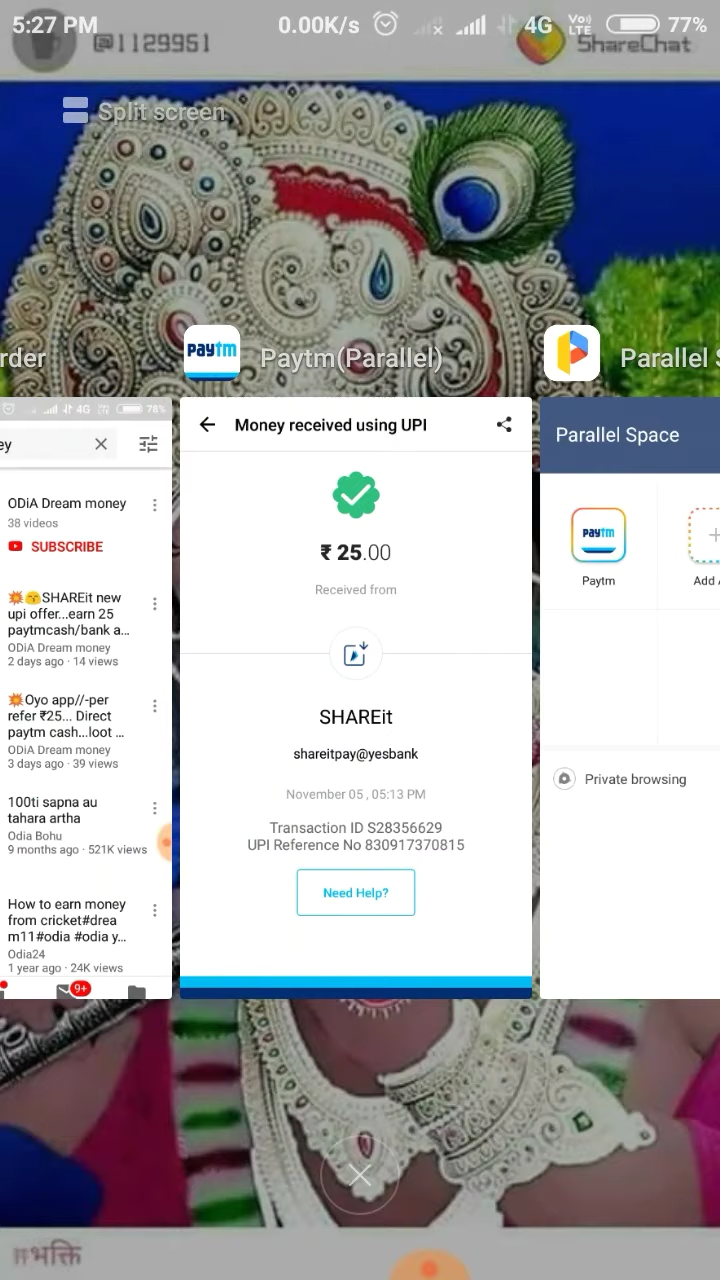 5:27 PM 0.00K/s 4G Vo) LTE 77%
@1129951 ShareChat
Split screen
rder
paytm Paytm(Parallel)
Parallel S
4G 78%
ey
ODiA Dream money
38 videos
SUBSCRIBE
💥😙SHAREit new
upi offer...earn 25
paytmcash/bank a...
ODiA Dream money
2 days ago · 14 views
💥Oyo app//-per
refer ₹25... Direct
paytm cash...loot ...
ODiA Dream money
3 days ago · 39 views
100ti sapna au
tahara artha
Odia Bohu
9 months ago · 521K views
How to earn money
from cricket#drea
m11#odia #odia y...
Odia24
1 year ago · 24K views
9+
Money received using UPI
₹ 25.00
Received from
SHAREit
shareitpay@yesbank
November 05 , 05:13 PM
Transaction ID S28356629
UPI Reference No 830917370815
Need Help?
Parallel Space
paytm
Paytm
Add A
Private browsing
#भक्ति